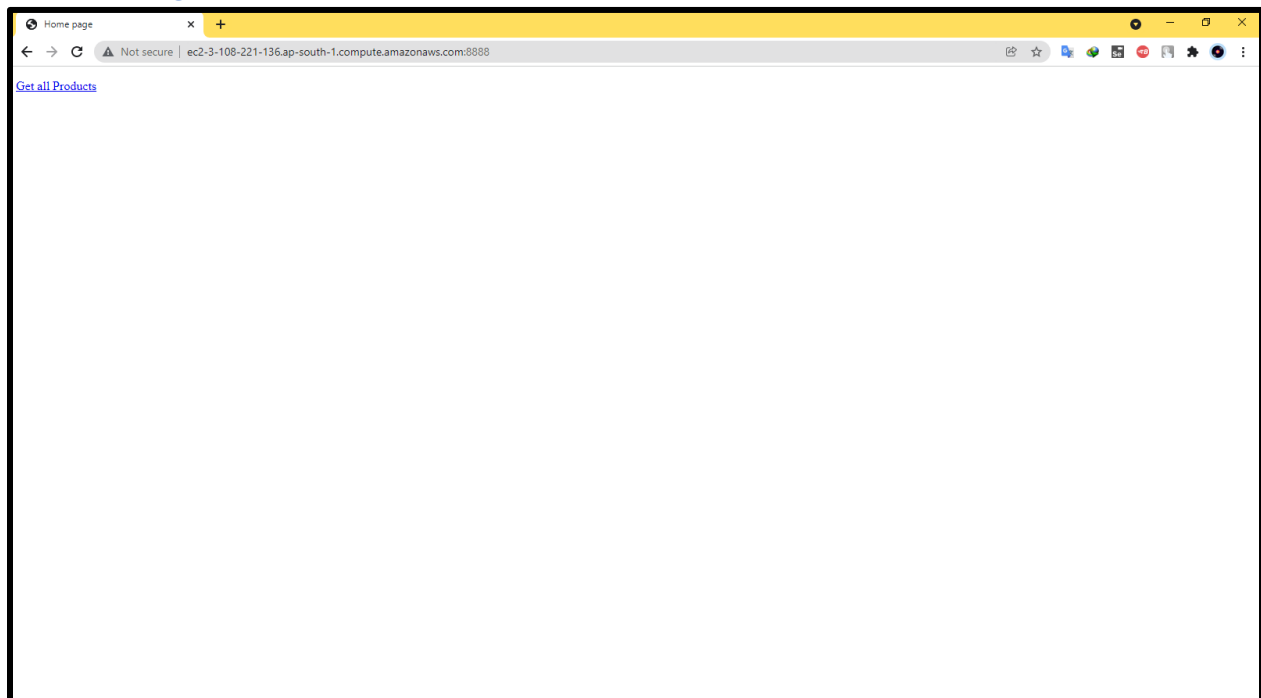 Home page
Not secure | ec2-3-108-221-136.ap-south-1.compute.amazonaws.com:8888
Se
Get all Products